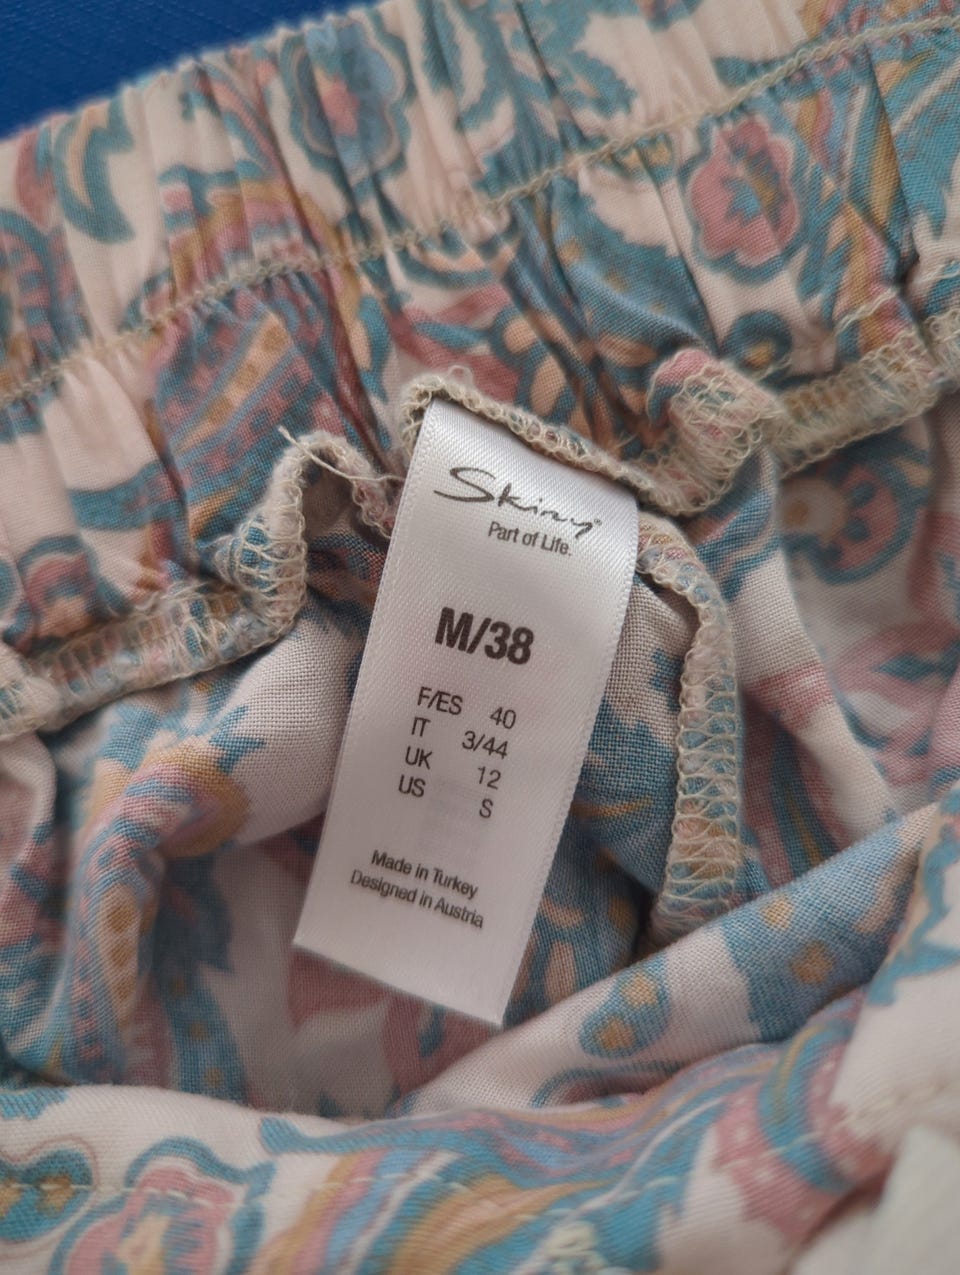 Skiny®
Part of Life.
M/38
F/ES 40
IT 3/44
UK 12
US S
Made in Turkey
Designed in Austria